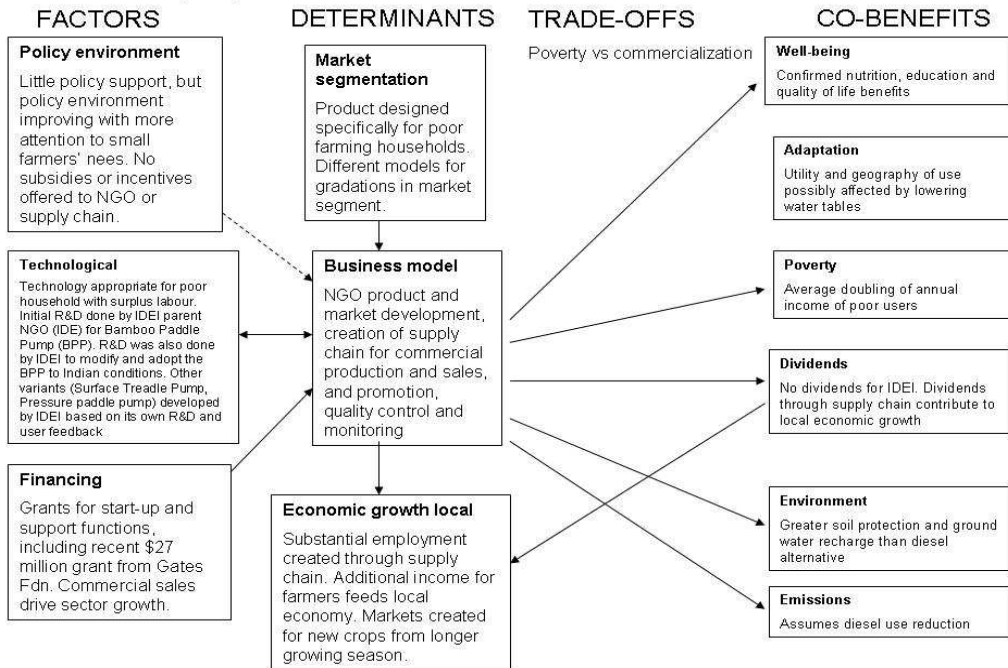 FACTORS
DETERMINANTS
TRADE-OFFS
CO-BENEFITS
Policy environment
Little policy support, but
policy environment
improving with more
attention to small
farmers' nees. No
subsidies or incentives
offered to NGO or
supply chain.
Technological
Technology appropriate for poor
household with surplus labour.
Initial R&D done by IDEI parent
NGO (IDE) for Bamboo Paddle
Pump (BPP). R&D was also done
by IDEI to modify and adopt the
BPP to Indian conditions. Other
variants (Surface Treadle Pump,
Pressure paddle pump) developed
by IDEI based on its own R&D and
user feedback
Financing
Grants for start-up and
support functions,
including recent $27
million grant from Gates
Fdn. Commercial sales
drive sector growth.
Market
segmentation
Product designed
specifically for poor
farming households.
Different models for
gradations in market
segment.
Business model
NGO product and
market development,
creation of supply
chain for commercial
production and sales,
and promotion,
quality control and
monitoring
Economic growth local
Substantial employment
created through supply
chain. Additional income for
farmers feeds local
economy. Markets created
for new crops from longer
growing season.
Poverty vs commercialization
Well-being
Confirmed nutrition, education and
quality of life benefits
Adaptation
Utility and geography of use
possibly affected by lowering
water tables
Poverty
Average doubling of annual
income of poor users
Dividends
No dividends for IDEI. Dividends
through supply chain contribute to
local economic growth
Environment
Greater soil protection and ground
water recharge than diesel
alternative
Emissions
Assumes diesel use reduction